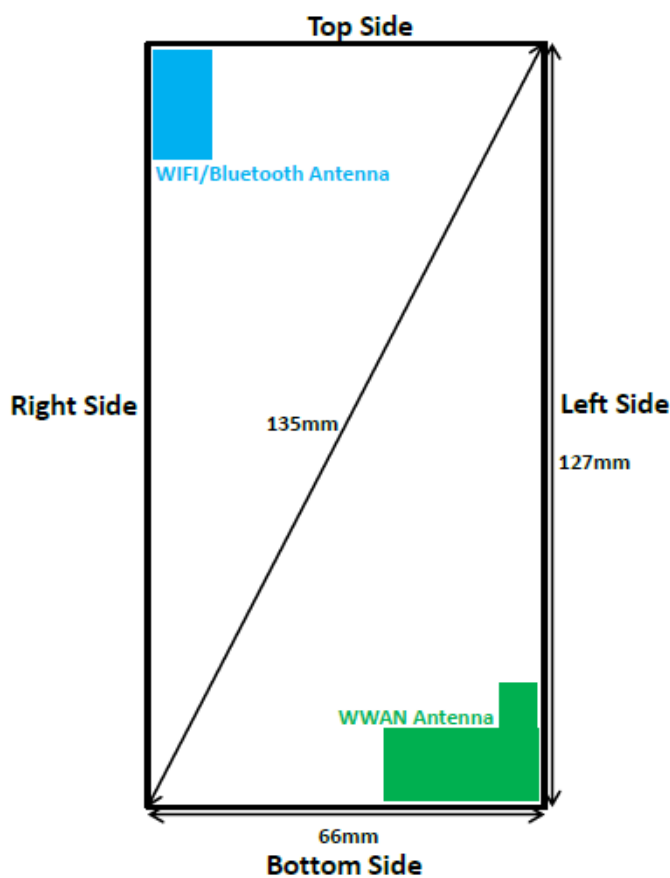 Top Side
WIFI/Bluetooth Antenna
Right Side
135mm
Left Side
127mm
WWAN Antenna
66mm
Bottom Side